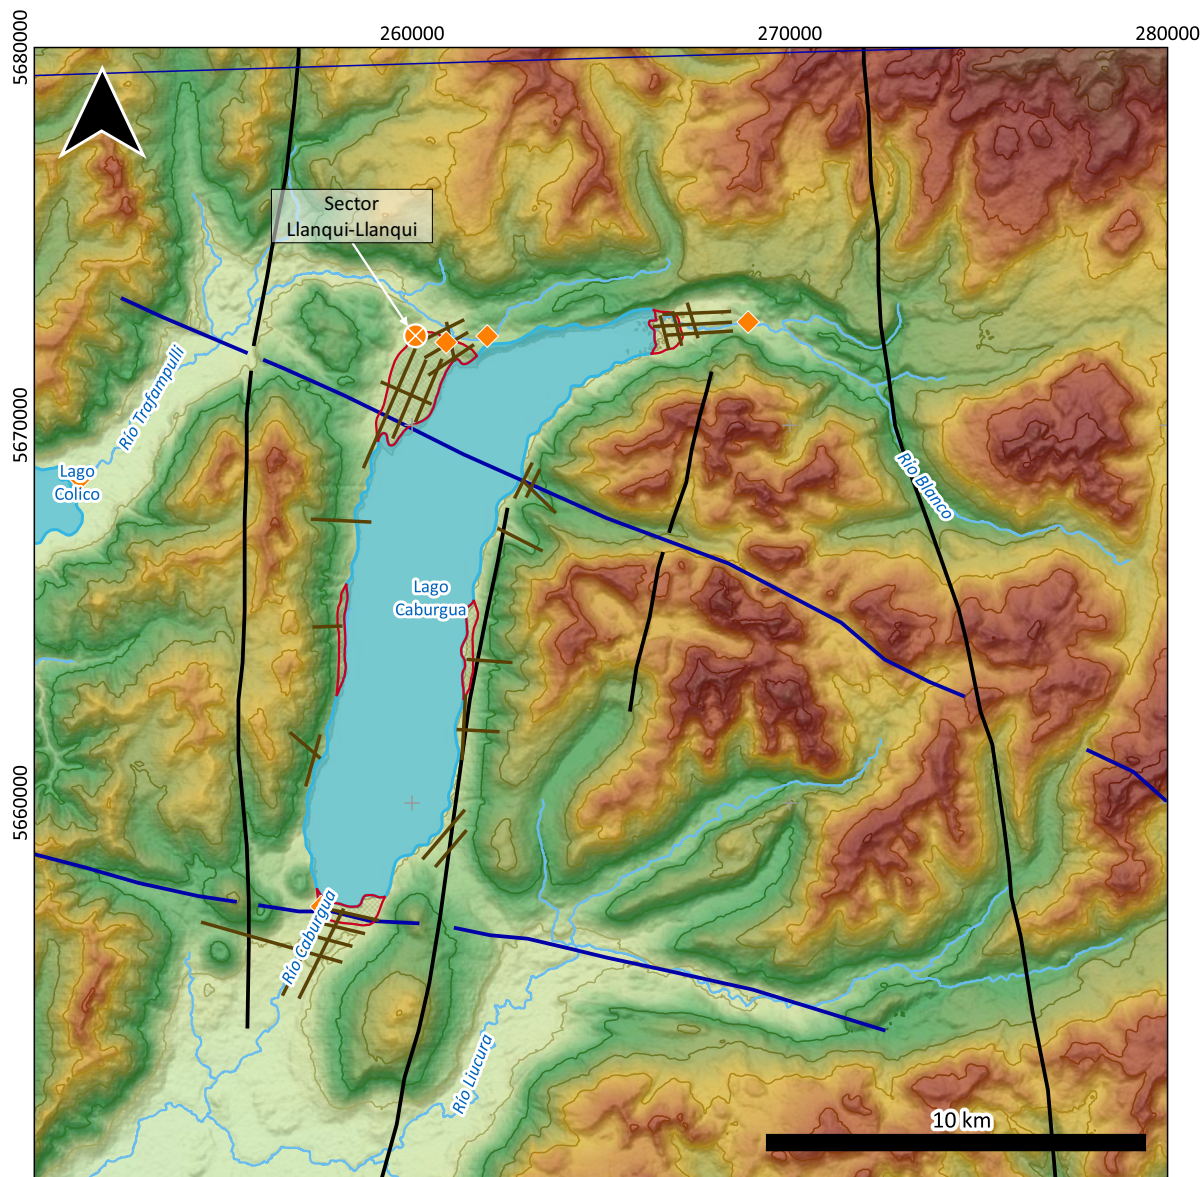 260000
270000
280000
5680000
5670000
5660000
Sector
Llanqui-Llanqui
Río Trafampulli
Lago
Colico
Río Blanco
Lago
Caburgua
Río Caburgua
Río Liucura
10 km